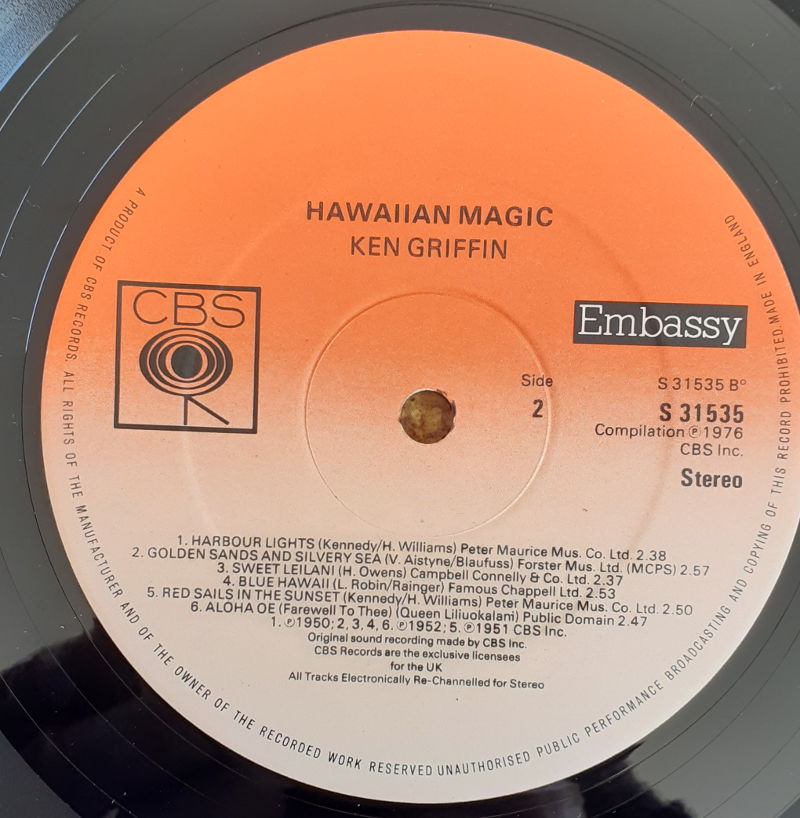 HAWAIIAN MAGIC
KEN GRIFFIN
CBS
Embassy
Side
2
S 31535 B°
S 31535
Compilation ℗ 1976
CBS Inc.
Stereo
1. HARBOUR LIGHTS (Kennedy/H. Williams) Peter Maurice Mus. Co. Ltd. 2.38
2. GOLDEN SANDS AND SILVERY SEA (V. Aistyne/Blaufuss) Forster Mus. Ltd. (MCPS) 2.57
3. SWEET LEILANI (H. Owens) Campbell Connelly & Co. Ltd. 2.37
4. BLUE HAWAII (L. Robin/Rainger) Famous Chappell Ltd. 2.53
5. RED SAILS IN THE SUNSET (Kennedy/H. Williams) Peter Maurice Mus. Co. Ltd. 2.50
6. ALOHA OE (Farewell To Thee) (Queen Liliuokalani) Public Domain 2.47
1. ℗1950; 2, 3, 4, 6. ℗1952; 5. ℗1951 CBS Inc.
Original sound recording made by CBS Inc.
CBS Records are the exclusive licensees
for the UK
All Tracks Electronically Re-Channelled for Stereo
A PRODUCT OF CBS RECORDS. ALL RIGHTS OF THE MANUFACTURER AND OF THE OWNER OF THE RECORDED WORK RESERVED UNAUTHORISED PUBLIC PERFORMANCE BROADCASTING AND COPYING OF THIS RECORD PROHIBITED. MADE IN ENGLAND